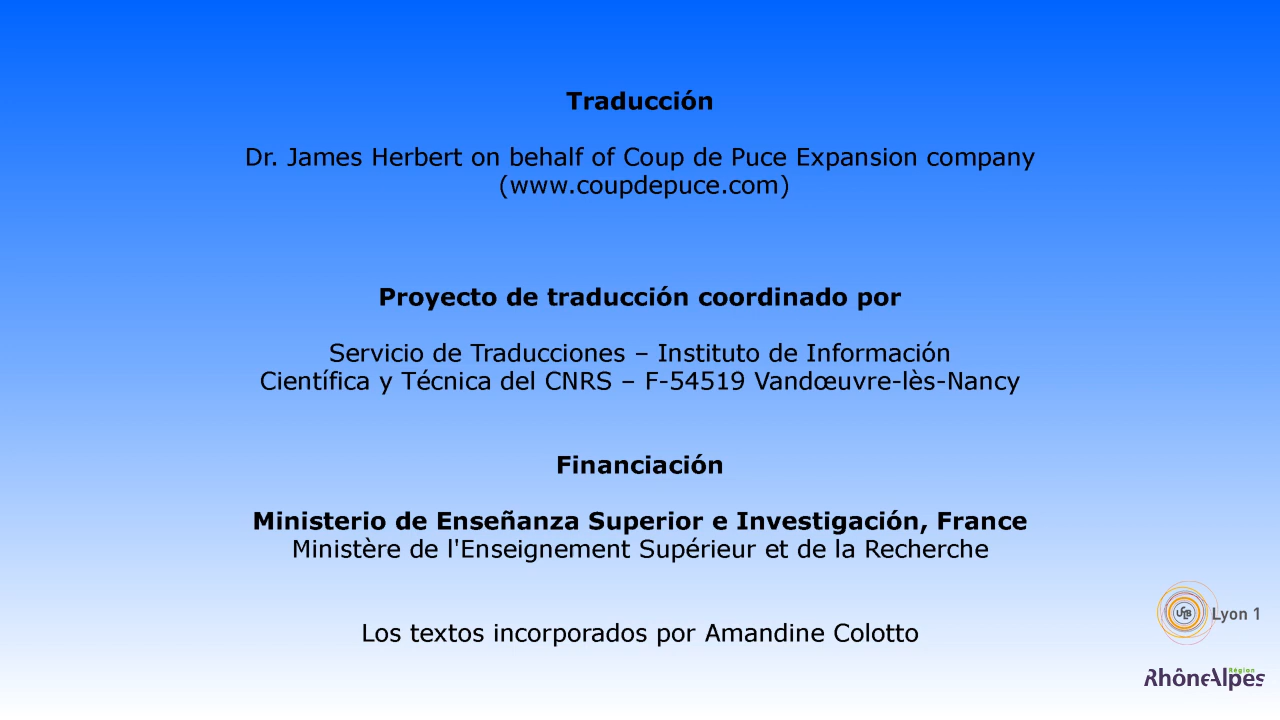 Traducción
Dr. James Herbert on behalf of Coup de Puce Expansion company
(www.coupdepuce.com)
Proyecto de traducción coordinado por
Servicio de Traducciones – Instituto de Información
Científica y Técnica del CNRS – F-54519 Vandœuvre-lès-Nancy
Financiación
Ministerio de Enseñanza Superior e Investigación, France
Ministère de l'Enseignement Supérieur et de la Recherche
Los textos incorporados por Amandine Colotto
UCBL Lyon 1
Région
RhôneAlpes